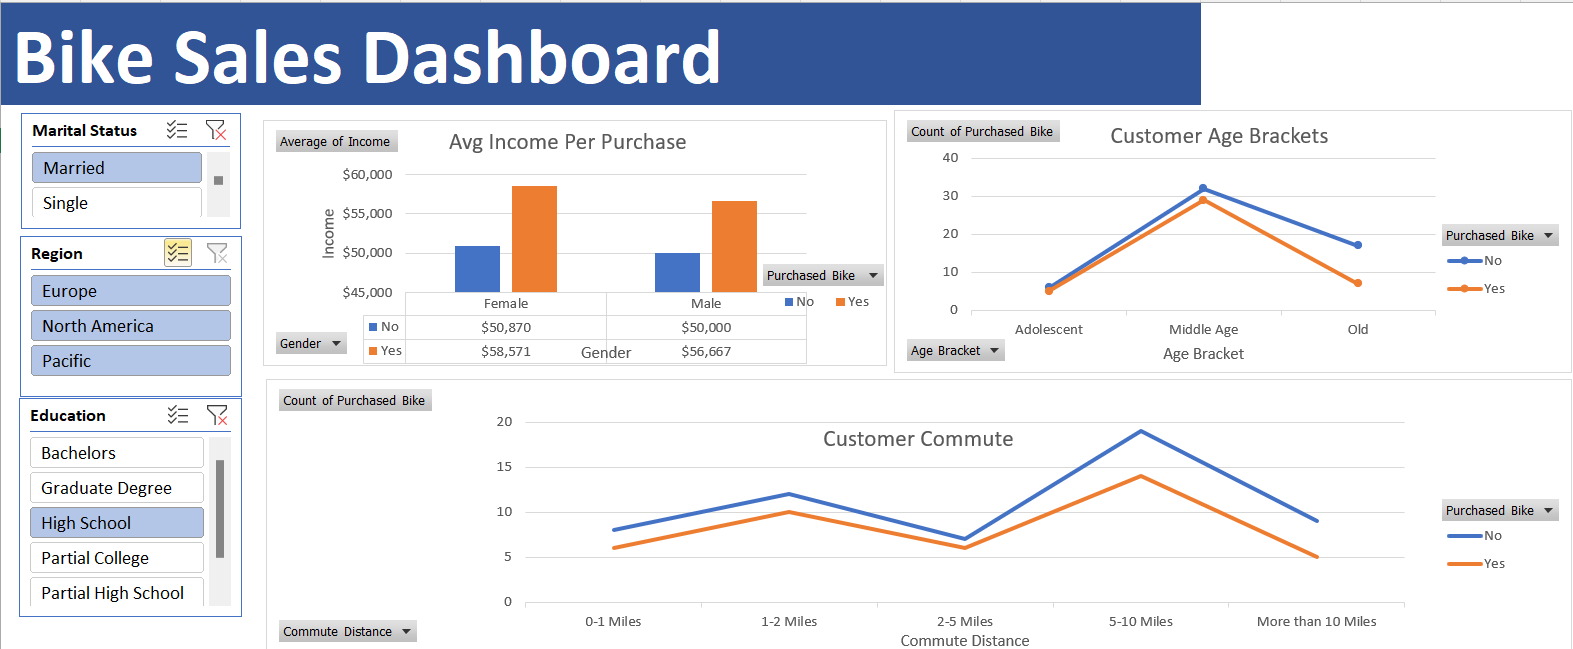 Bike Sales Dashboard
Marital Status
Married
Single
Region
Europe
North America
Pacific
Education
Bachelors
Graduate Degree
High School
Partial College
Partial High School
Average of Income
Avg Income Per Purchase
Income
$60,000
$55,000
$50,000
$45,000
Female Male
No $50,870 $50,000
Yes $58,571 $56,667
Gender
Gender
Purchased Bike
No Yes
Count of Purchased Bike
Customer Age Brackets
40
30
20
10
0
Adolescent Middle Age Old
Age Bracket
Age Bracket
Purchased Bike
No
Yes
Count of Purchased Bike
Customer Commute
20
15
10
5
0
0-1 Miles 1-2 Miles 2-5 Miles 5-10 Miles More than 10 Miles
Commute Distance
Commute Distance
Purchased Bike
No
Yes